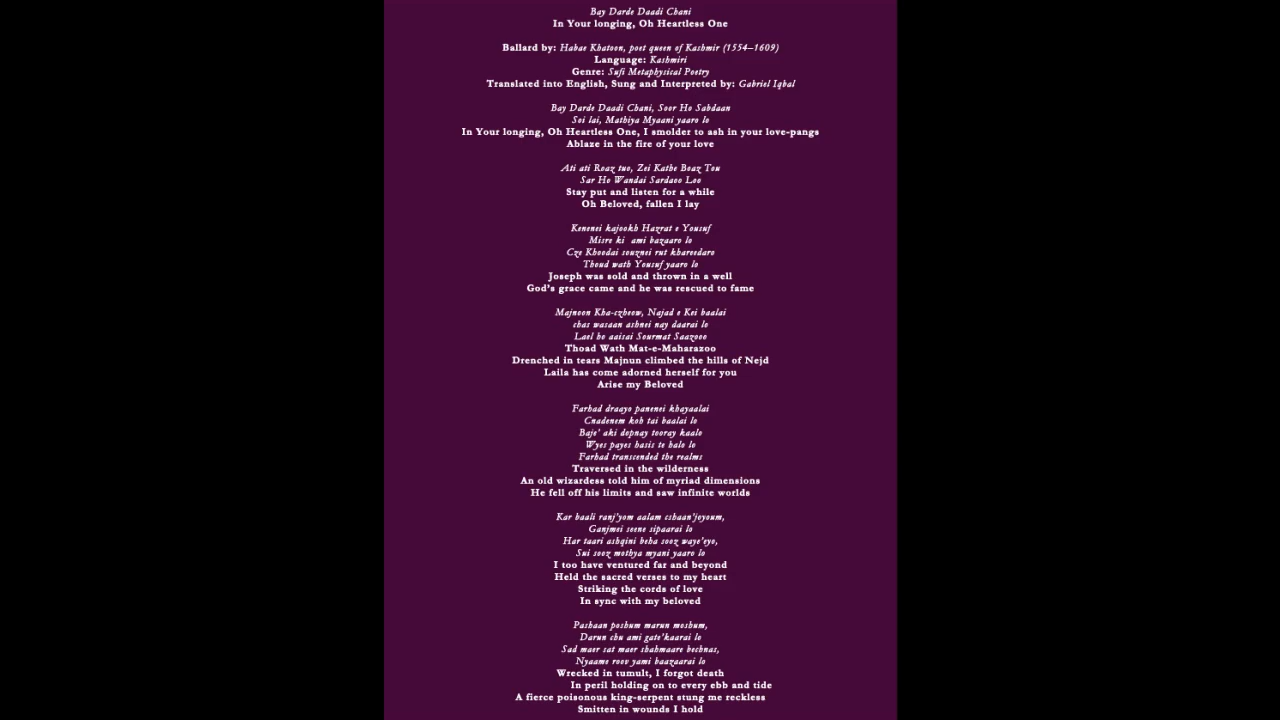 Bay Darde Daadi Chani
In Your longing, Oh Heartless One
Ballard by: Habae Khatoon, poet queen of Kashmir (1554–1609)
Language: Kashmiri
Genre: Sufi Metaphysical Poetry
Translated into English, Sung and Interpreted by: Gabriel Iqbal
Bay Darde Daadi Chani, Soor Ho Sabdaan
Soi lai, Mathiya Myaani yaaro lo
In Your longing, Oh Heartless One, I smolder to ash in your love-pangs
Ablaze in the fire of your love
Ati ati Roaz tuo, Zei Kathe Boaz Tou
Sar Ho Wandai Sardaoo Loo
Stay put and listen for a while
Oh Beloved, fallen I lay
Kenenei kajookh Hazrat e Yousuf
Misre ki ami bazaaro lo
Cze Khoodai souznei rut khareedaro
Thoud wath Yousuf yaaro lo
Joseph was sold and thrown in a well
God's grace came and he was rescued to fame
Majnoon Kha-czheow, Najad e Kei baalai
chas wasaan ashnei nay daarai lo
Lael ho aaisai Sourmat Saazooo
Thoad Wath Mat-e-Maharazoo
Drenched in tears Majnun climbed the hills of Nejd
Laila has come adorned herself for you
Arise my Beloved
Farhad draayo panenei khayaalai
Cnadenem koh tai baalai lo
Baje' aki dopnay tooray kaalo
Wyes payes hasis te halo lo
Farhad transcended the realms
Traversed in the wilderness
An old wizardess told him of myriad dimensions
He fell off his limits and saw infinite worlds
Kar baali ranj'yom aalam cshaan'jeyoum,
Ganjmei seene sipaarai lo
Har taari ashqini beha sooz waye'eyo,
Sui sooz mothya myani yaaro lo
I too have ventured far and beyond
Held the sacred verses to my heart
Striking the cords of love
In sync with my beloved
Pashaan poshum marun moshum,
Darun chu ami gate'kaarai lo
Sad maer sat maer shahmaare bechnas,
Nyaame roov yami baazaarai lo
Wrecked in tumult, I forgot death
In peril holding on to every ebb and tide
A fierce poisonous king-serpent stung me reckless
Smitten in wounds I hold